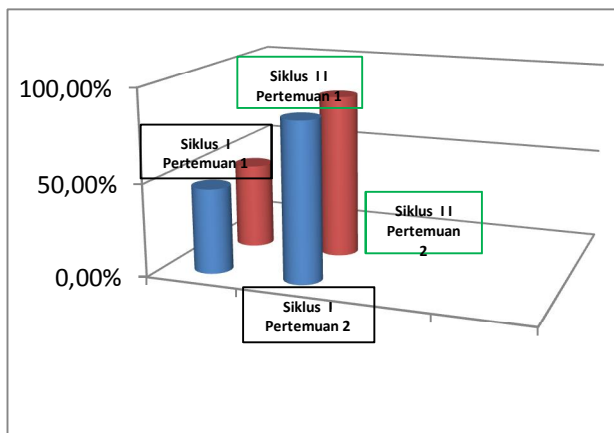 Siklus II
Pertemuan 1
100,00%
Siklus I
Pertemuan 1
50,00%
Siklus II
Pertemuan
2
0,00%
Siklus I
Pertemuan 2